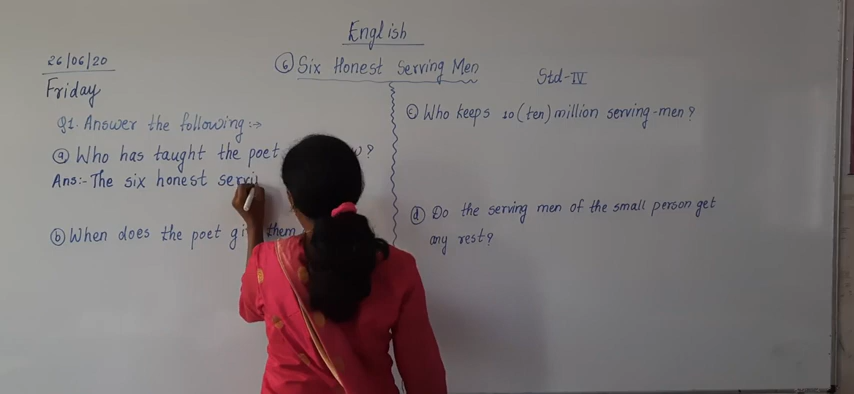 English
26/06/20
Friday
6 Six Honest Serving Men
Std-IV
Q1. Answer the following:→
a Who has taught the poet ?
Ans:- The six honest servi
b When does the poet gi them
c Who keeps 10 (ten) million serving-men?
d Do the serving men of the small person get
any rest?